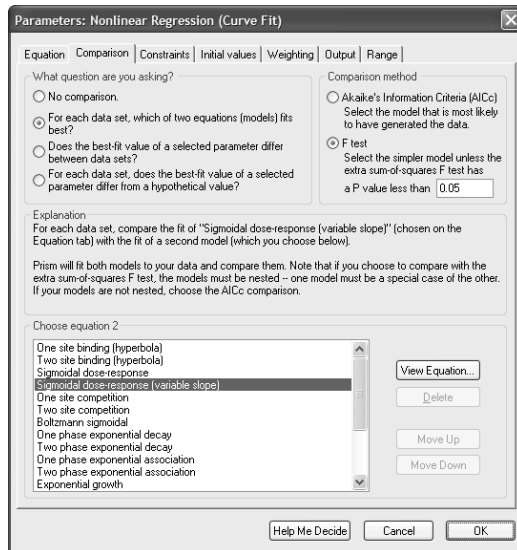 Parameters: Nonlinear Regression (Curve Fit)
Equation Comparison Constraints Initial values Weighting Output Range
What question are you asking?
No comparison.
For each data set, which of two equations (models) fits
best?
Does the best-fit value of a selected parameter differ
between data sets?
For each data set, does the best-fit value of a selected
parameter differ from a hypothetical value?
Comparison method
Akaike's Information Criteria (AICc)
Select the model that is most likely
to have generated the data.
F test
Select the simpler model unless the
extra sum-of-squares F test has
a P value less than 0.05
Explanation
For each data set, compare the fit of "Sigmoidal dose-response (variable slope)" (chosen on the
Equation tab) with the fit of a second model (which you choose below).
Prism will fit both models to your data and compare them. Note that if you choose to compare with the
extra sum-of-squares F test, the models must be nested -- one model must be a special case of the other.
If your models are not nested, choose the AICc comparison.
Choose equation 2
One site binding (hyperbola)
Two site binding (hyperbola)
Sigmoidal dose-response
Sigmoidal dose-response (variable slope)
One site competition
Two site competition
Boltzmann sigmoidal
One phase exponential decay
Two phase exponential decay
One phase exponential association
Two phase exponential association
Exponential growth
View Equation...
Delete
Move Up
Move Down
Help Me Decide
Cancel
OK